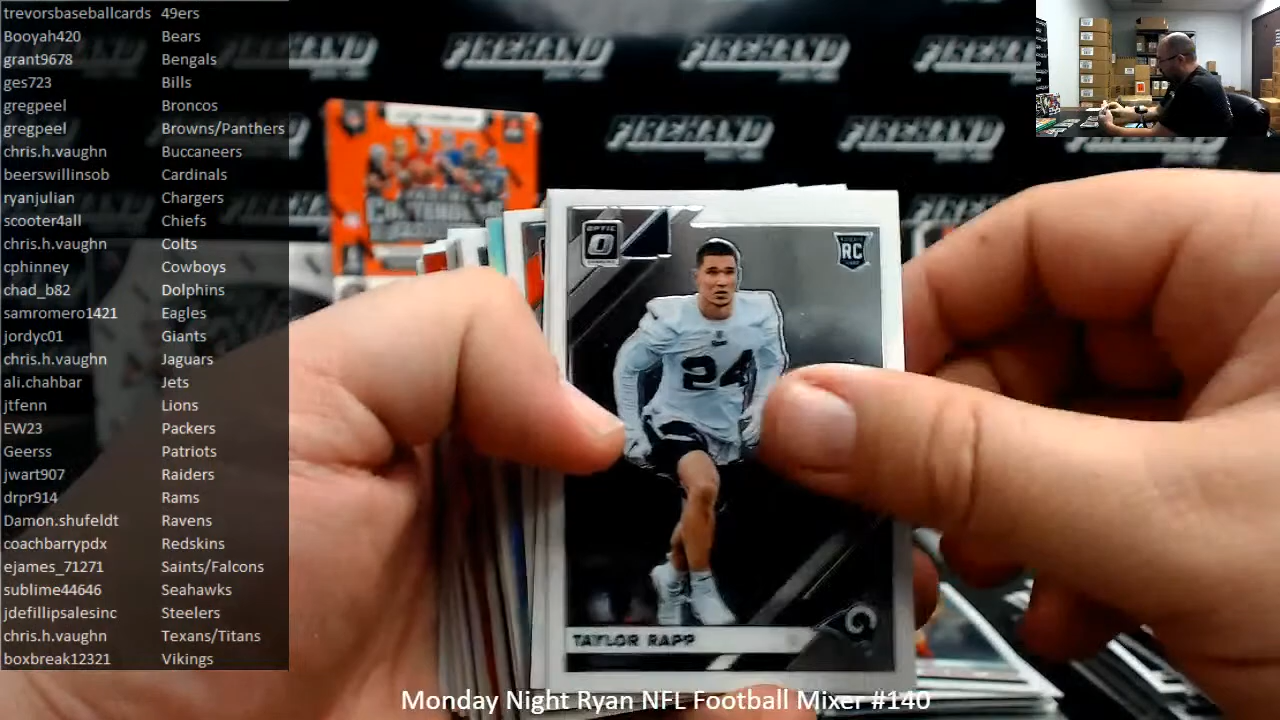 trevorsbaseballcards 49ers
Booyah420 Bears
grant9678 Bengals
ges723 Bills
gregpeel Broncos
gregpeel Browns/Panthers
chris.h.vaughn Buccaneers
beerswillinsob Cardinals
ryanjulian Chargers
scooter4all Chiefs
chris.h.vaughn Colts
cphinney Cowboys
chad_b82 Dolphins
samromero1421 Eagles
jordyc01 Giants
chris.h.vaughn Jaguars
ali.chahbar Jets
jtfenn Lions
EW23 Packers
Geerss Patriots
jwart907 Raiders
drpr914 Rams
Damon.shufeldt Ravens
coachbarrypdx Redskins
ejames_71271 Saints/Falcons
sublime44646 Seahawks
jdefillipsalesinc Steelers
chris.h.vaughn Texans/Titans
boxbreak12321 Vikings
FIREHAND FIREHAND FIREHAND
FIREHAND FIREHAND
OPTIC
RC
24
TAYLOR RAPP
Monday Night Ryan NFL Football Mixer #140